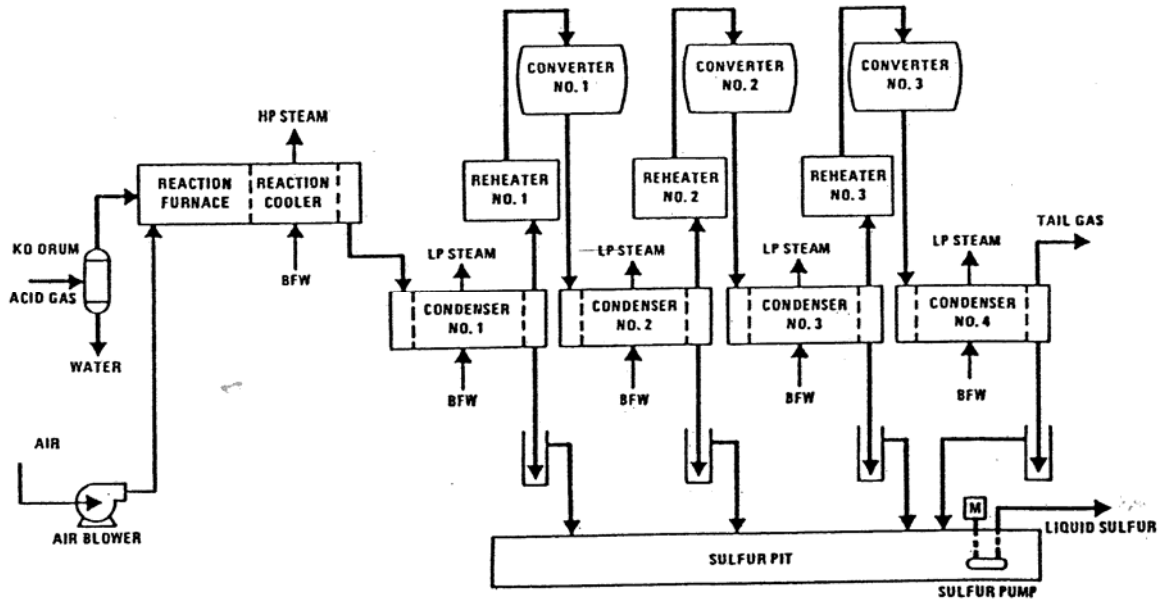 CONVERTER
NO. 1
CONVERTER
NO. 2
CONVERTER
NO. 3
HP STEAM
REACTION
FURNACE
REACTION
COOLER
REHEATER
NO. 1
REHEATER
NO. 2
REHEATER
NO. 3
KO DRUM
ACID GAS
BFW
LP STEAM
LP STEAM
LP STEAM
LP STEAM
TAIL GAS
CONDENSER
NO. 1
CONDENSER
NO. 2
CONDENSER
NO. 3
CONDENSER
NO. 4
WATER
BFW
BFW
BFW
BFW
AIR
AIR BLOWER
M
LIQUID SULFUR
SULFUR PIT
SULFUR PUMP